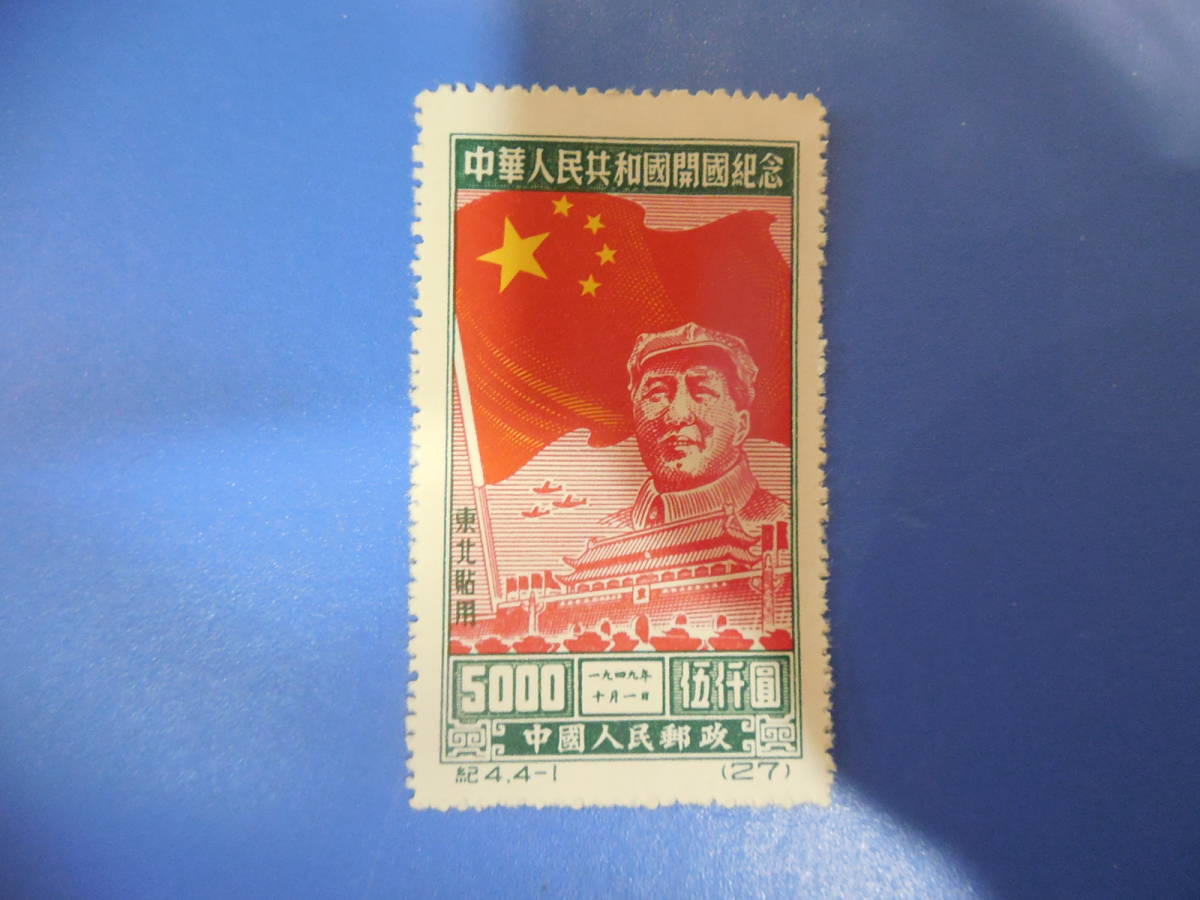 中華人民共和國開國紀念
東北貼用
5000
一九四九年
十月一日
伍仟圓
中國人民郵政
紀4.4-1
(27)